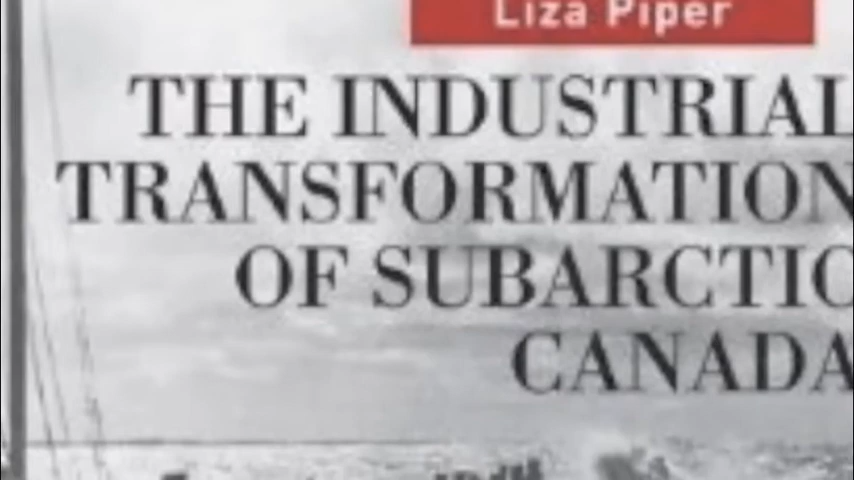 Liza Piper
THE INDUSTRIAL
TRANSFORMATION
OF SUBARCTIC
CANADA